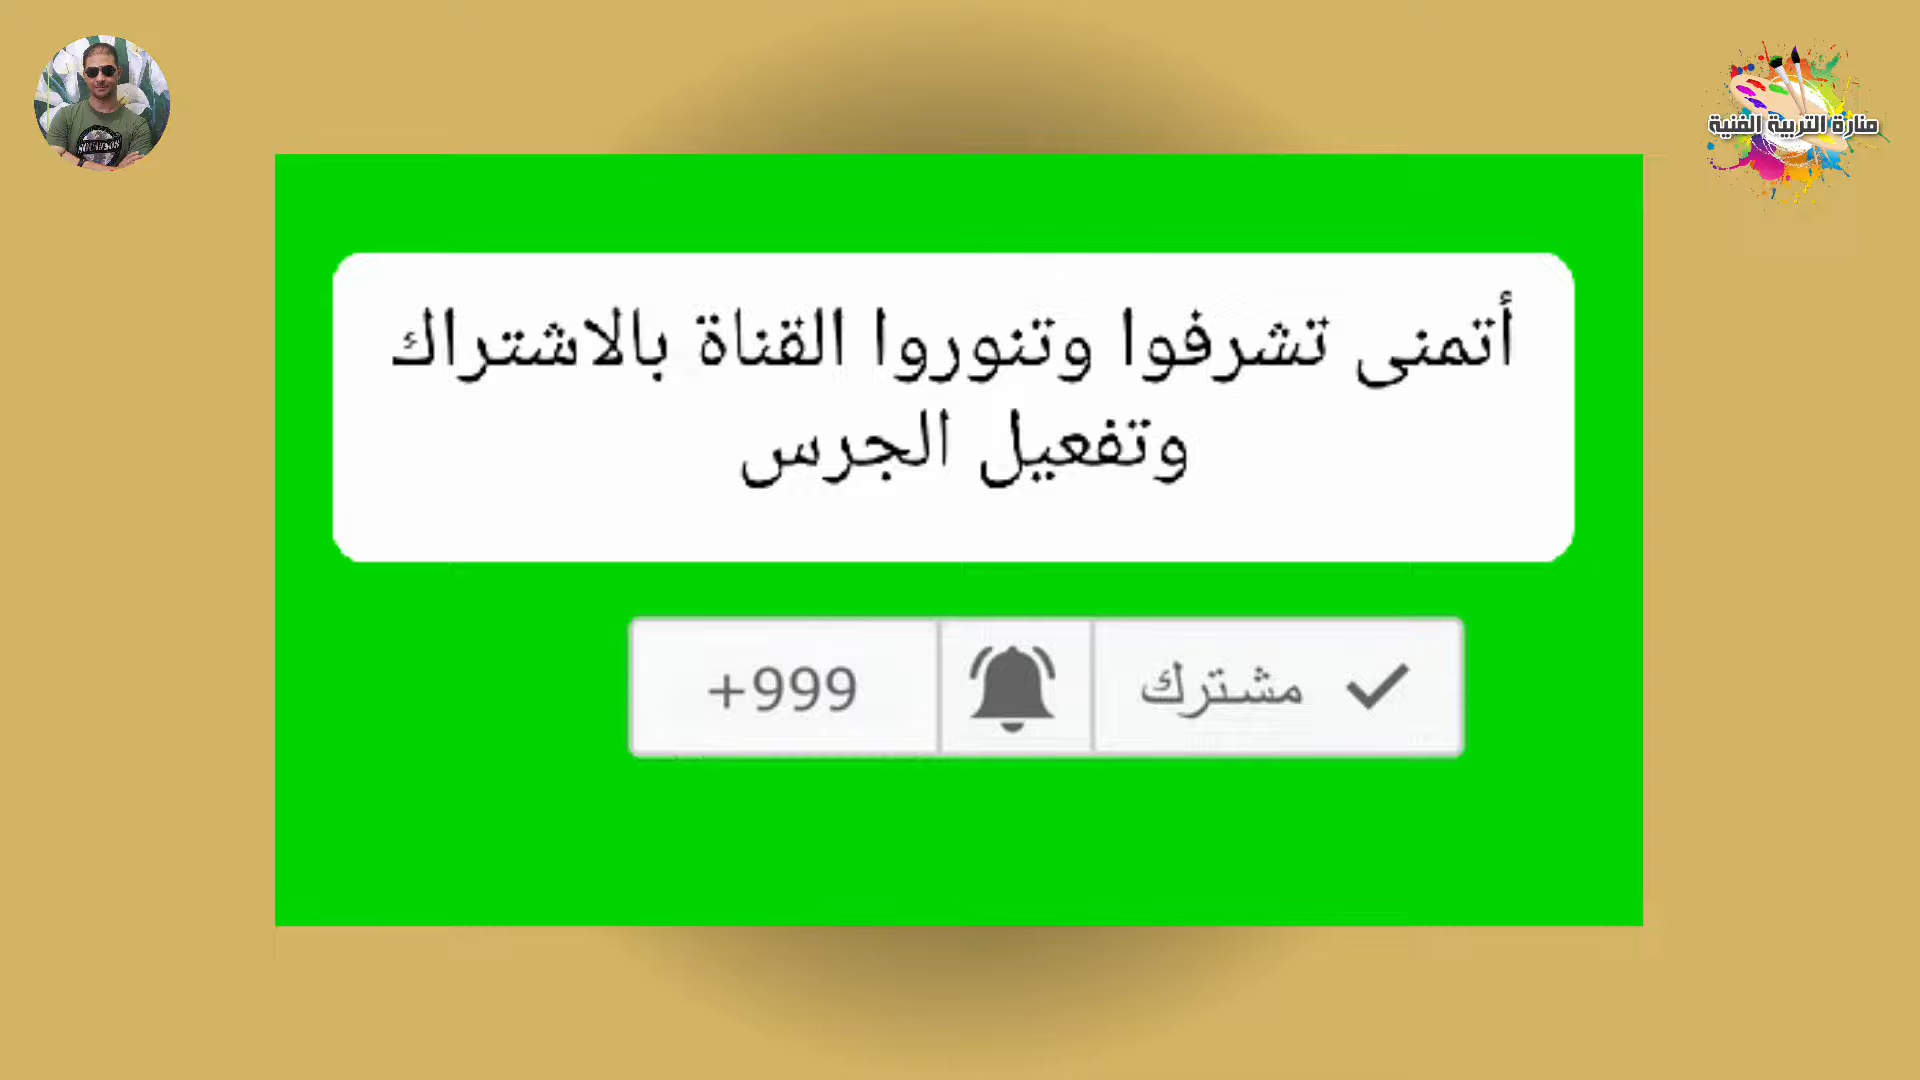 منارة التربية الفنية
أتمنى تشرفوا وتنوروا القناة بالاشتراك
وتفعيل الجرس
مشترك
+999